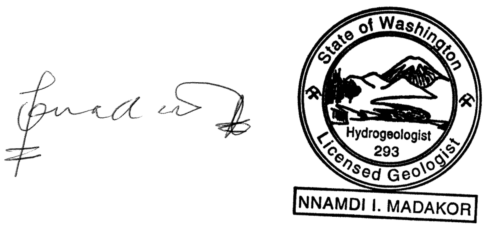 State of Washington
Hydrogeologist
293
Licensed Geologist
NNAMDI I. MADAKOR